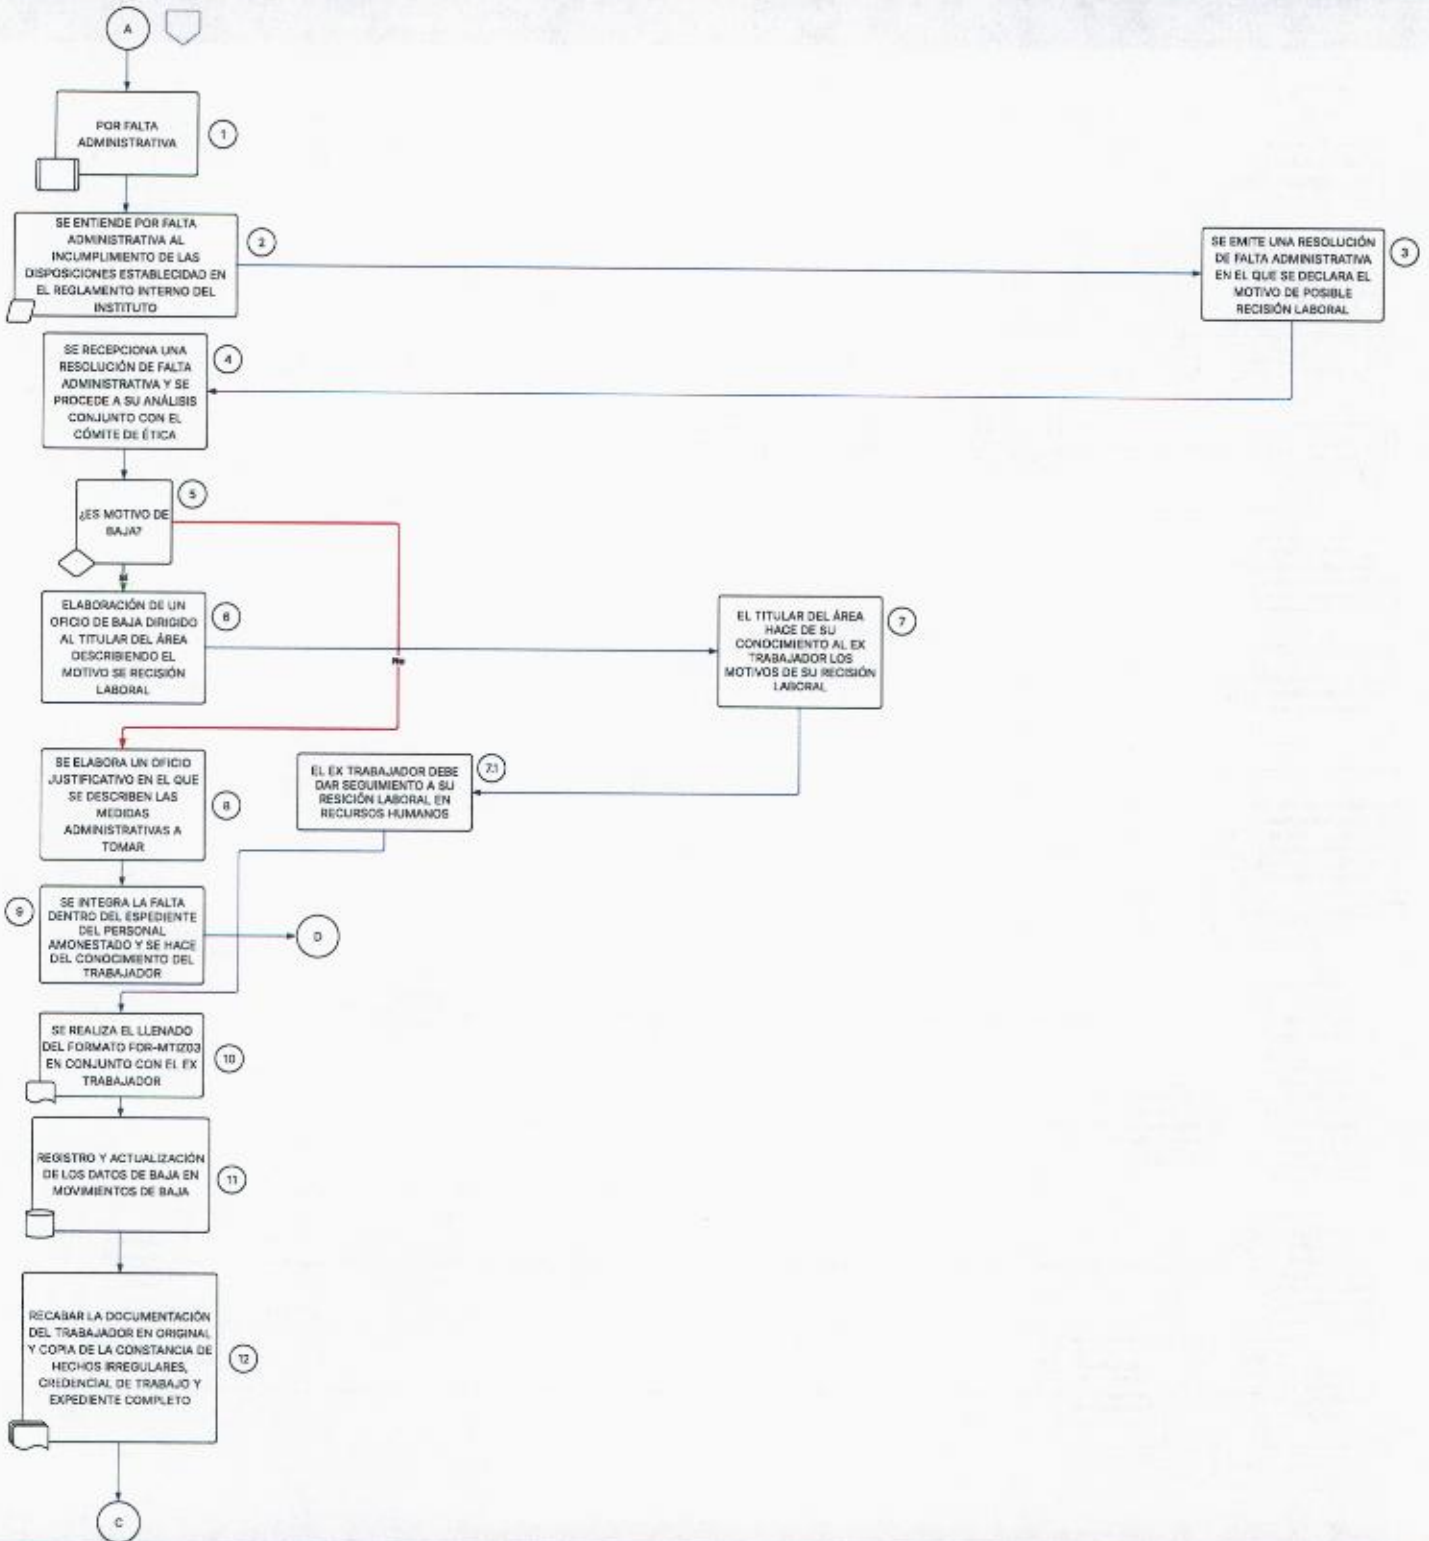 A
POR FALTA
ADMINISTRATIVA
1
SE ENTIENDE POR FALTA
ADMINISTRATIVA AL
INCUMPLIMIENTO DE LAS
DISPOSICIONES ESTABLECIDAD EN
EL REGLAMENTO INTERNO DEL
INSTITUTO
2
SE EMITE UNA RESOLUCIÓN
DE FALTA ADMINISTRATIVA
EN EL QUE SE DECLARA EL
MOTIVO DE POSIBLE
RECISIÓN LABORAL
3
SE RECEPCIONA UNA
RESOLUCIÓN DE FALTA
ADMINISTRATIVA Y SE
PROCEDE A SU ANÁLISIS
CONJUNTO CON EL
CÓMITE DE ÉTICA
4
¿ES MOTIVO DE
BAJA?
5
No
ELABORACIÓN DE UN
OFICIO DE BAJA DIRIGIDO
AL TITULAR DEL ÁREA
DESCRIBIENDO EL
MOTIVO SE RECISIÓN
LABORAL
6
EL TITULAR DEL ÁREA
HACE DE SU
CONOCIMIENTO AL EX
TRABAJADOR LOS
MOTIVOS DE SU RECISIÓN
LABORAL
7
EL EX TRABAJADOR DEBE
DAR SEGUIMIENTO A SU
RESICIÓN LABORAL EN
RECURSOS HUMANOS
7.1
SE ELABORA UN OFICIO
JUSTIFICATIVO EN EL QUE
SE DESCRIBEN LAS
MEDIDAS
ADMINISTRATIVAS A
TOMAR
8
9
SE INTEGRA LA FALTA
DENTRO DEL ESPEDIENTE
DEL PERSONAL
AMONESTADO Y SE HACE
DEL CONOCIMIENTO DEL
TRABAJADOR
D
SE REALIZA EL LLENADO
DEL FORMATO FOR-MTIZ03
EN CONJUNTO CON EL EX
TRABAJADOR
10
REGISTRO Y ACTUALIZACIÓN
DE LOS DATOS DE BAJA EN
MOVIMIENTOS DE BAJA
11
RECABAR LA DOCUMENTACIÓN
DEL TRABAJADOR EN ORIGINAL
Y COPIA DE LA CONSTANCIA DE
HECHOS IRREGULARES,
CREDENCIAL DE TRABAJO Y
EXPEDIENTE COMPLETO
12
C